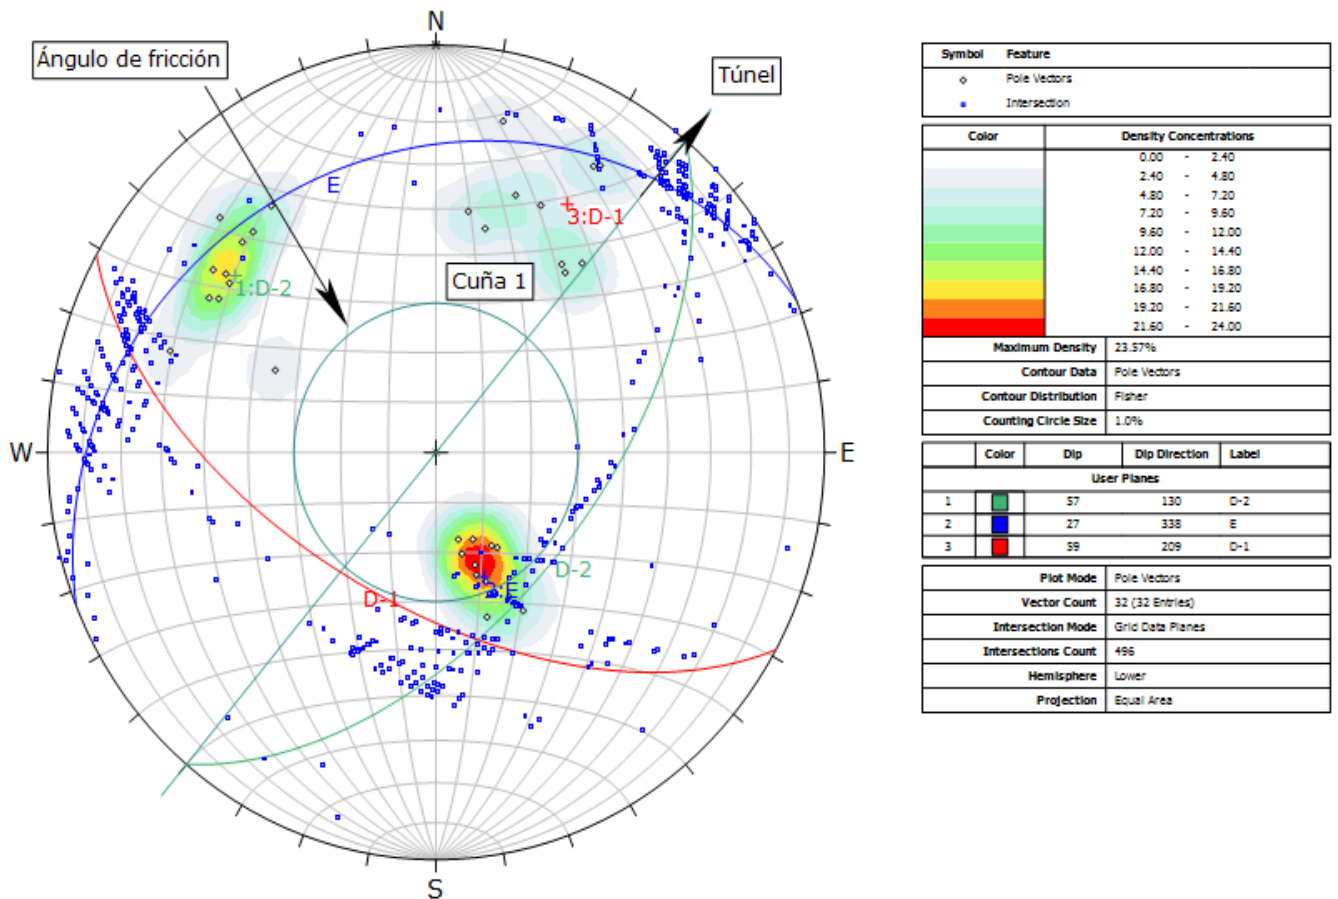 N
Ángulo de fricción
Túnel
E
3:D-1
1:D-2
Cuña 1
W
E
D-2
2:E
D-1
S
Symbol Feature
Pole Vectors
Intersection
Color Density Concentrations
0.00 - 2.40
2.40 - 4.80
4.80 - 7.20
7.20 - 9.60
9.60 - 12.00
12.00 - 14.40
14.40 - 16.80
16.80 - 19.20
19.20 - 21.60
21.60 - 24.00
Maximum Density 23.57%
Contour Data Pole Vectors
Contour Distribution Fisher
Counting Circle Size 1.0%
Color Dip Dip Direction Label
User Planes
1 57 130 D-2
2 27 338 E
3 59 209 D-1
Plot Mode Pole Vectors
Vector Count 32 (32 Entries)
Intersection Mode Grid Data Planes
Intersections Count 496
Hemisphere Lower
Projection Equal Area